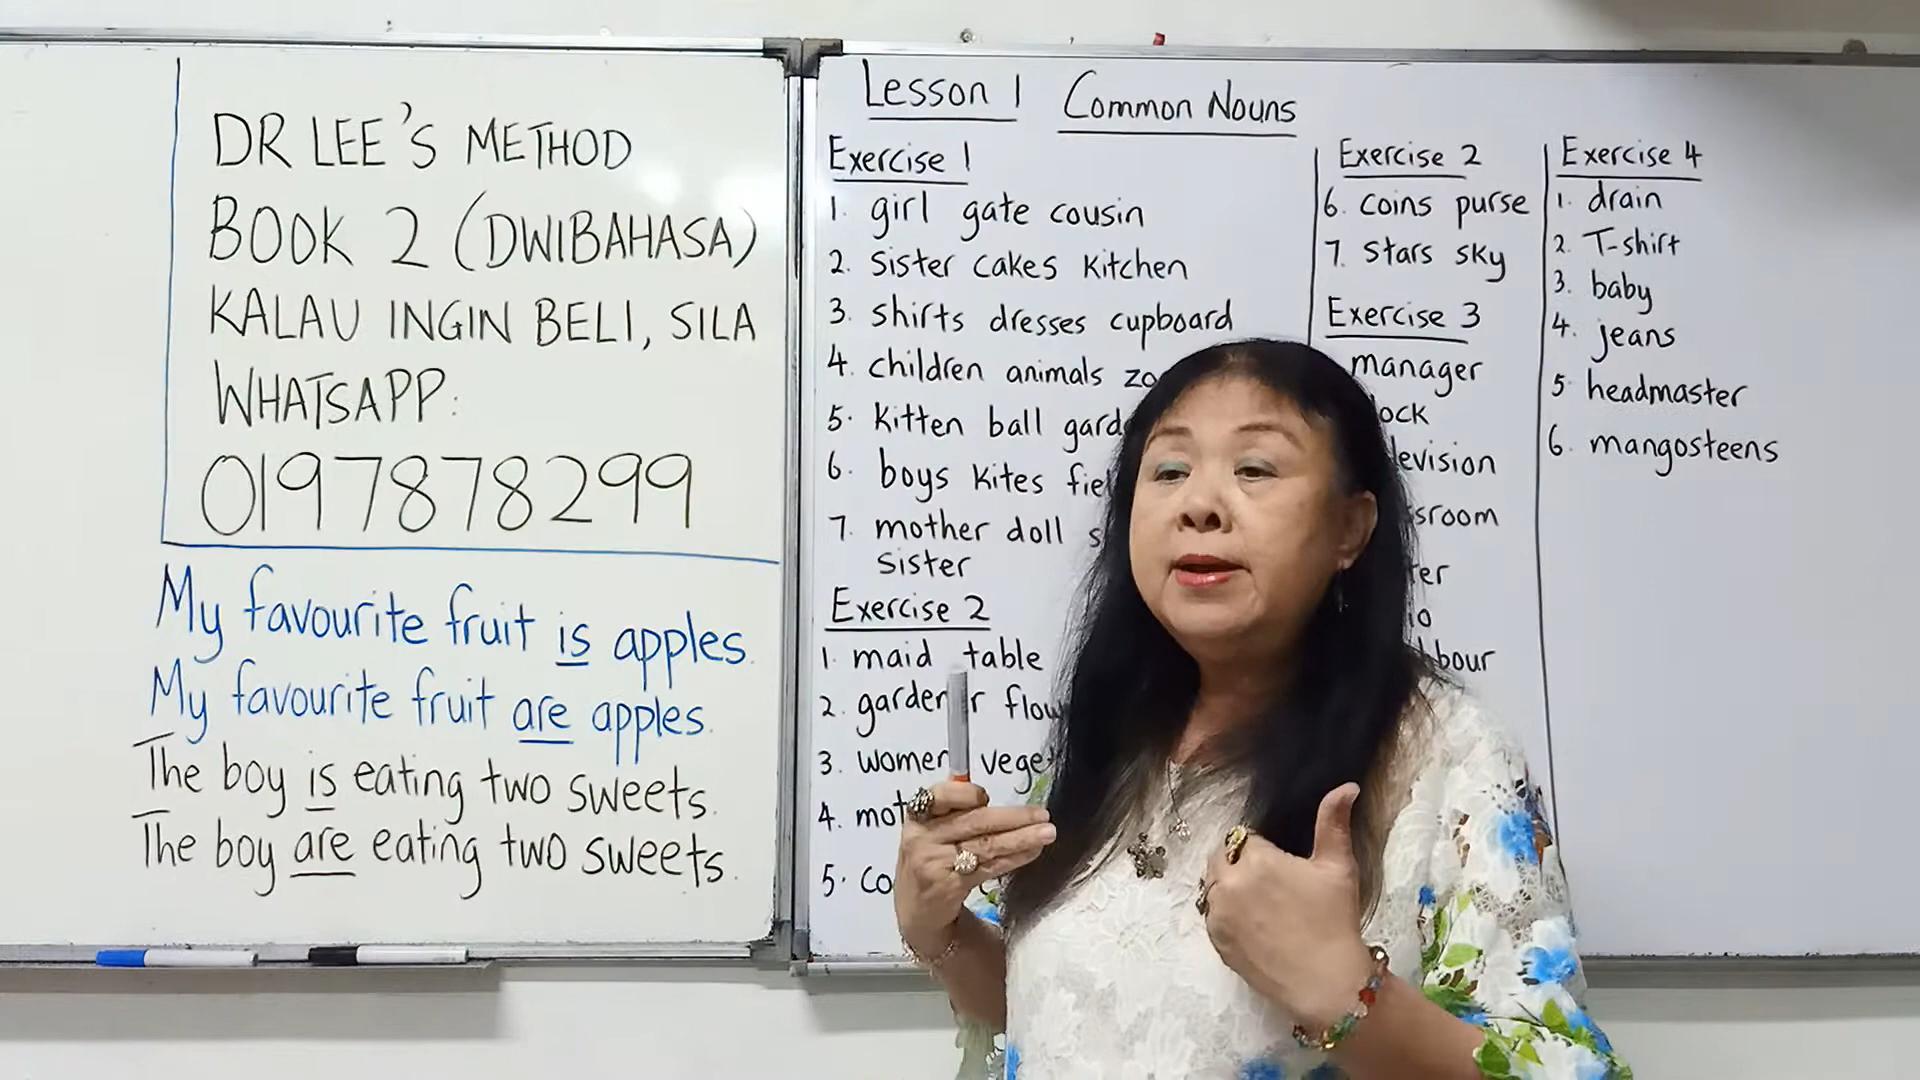 DR LEE'S METHOD
BOOK 2 (DWIBAHASA)
KALAU INGIN BELI, SILA
WHATSAPP:
0197878299
My favourite fruit is apples.
My favourite fruit are apples.
The boy is eating two sweets.
The boy are eating two sweets.
Lesson 1 Common Nouns
Exercise 1
1. girl gate cousin
2. sister cakes kitchen
3. shirts dresses cupboard
4. children animals
5. kitten ball
6. boys kites
7. mother doll
sister
Exercise 2
1. maid table
2.
3. women
4.
5.
Exercise 2
6. coins purse
7. stars sky
Exercise 3
manager
Exercise 4
1. drain
2. T-shirt
3. baby
4. jeans
5 headmaster
6. mangosteens